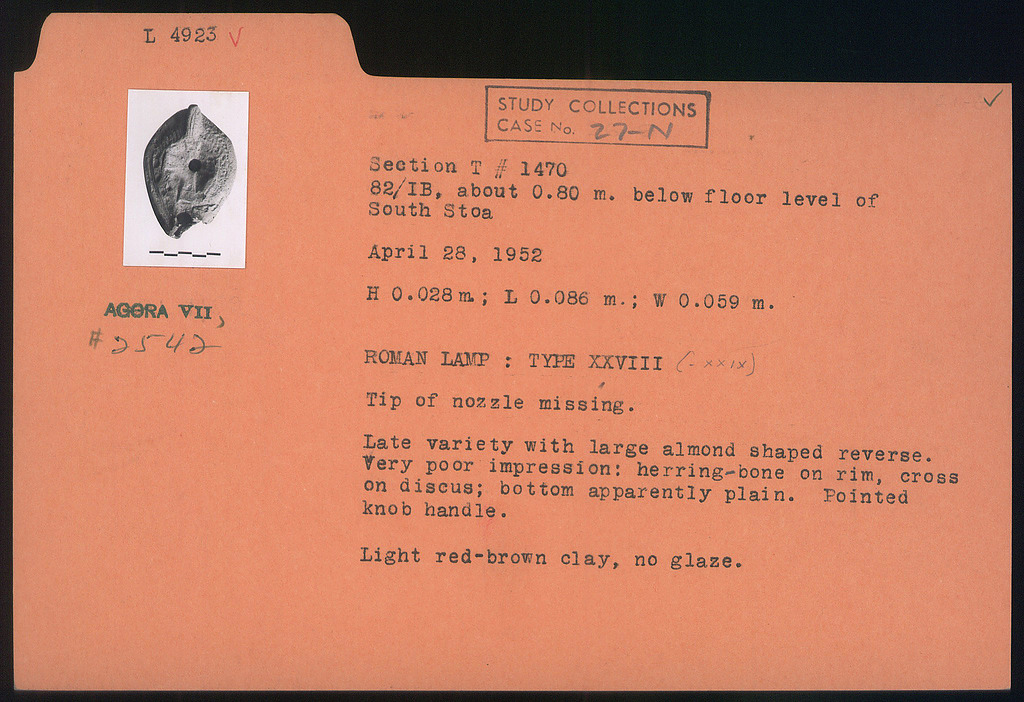 L 4923 √
STUDY COLLECTIONS
CASE No. 27-N
Section T # 1470
82/IB, about 0.80 m. below floor level of
South Stoa
April 28, 1952
H 0.028 m.; L 0.086 m.; W 0.059 m.
AGORA VII,
# 2542
ROMAN LAMP : TYPE XXVIII (-XXIX)
Tip of nozzle missing.
Late variety with large almond shaped reverse.
Very poor impression: herring-bone on rim, cross
on discus; bottom apparently plain. Pointed
knob handle.
Light red-brown clay, no glaze.